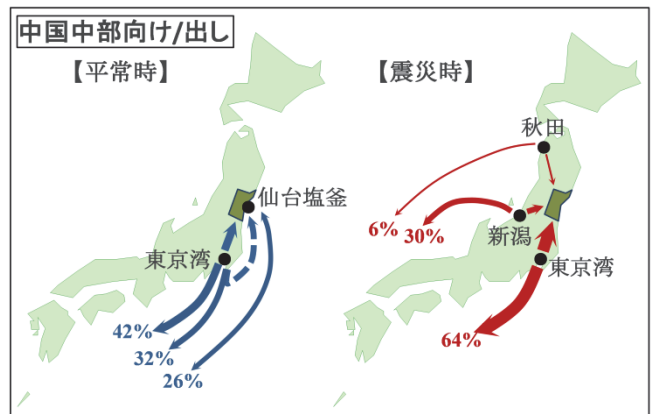 中国中部向け/出し
【平常時】
仙台塩釜
東京湾
42%
32%
26%
【震災時】
秋田
6%
30%
新潟
東京湾
64%